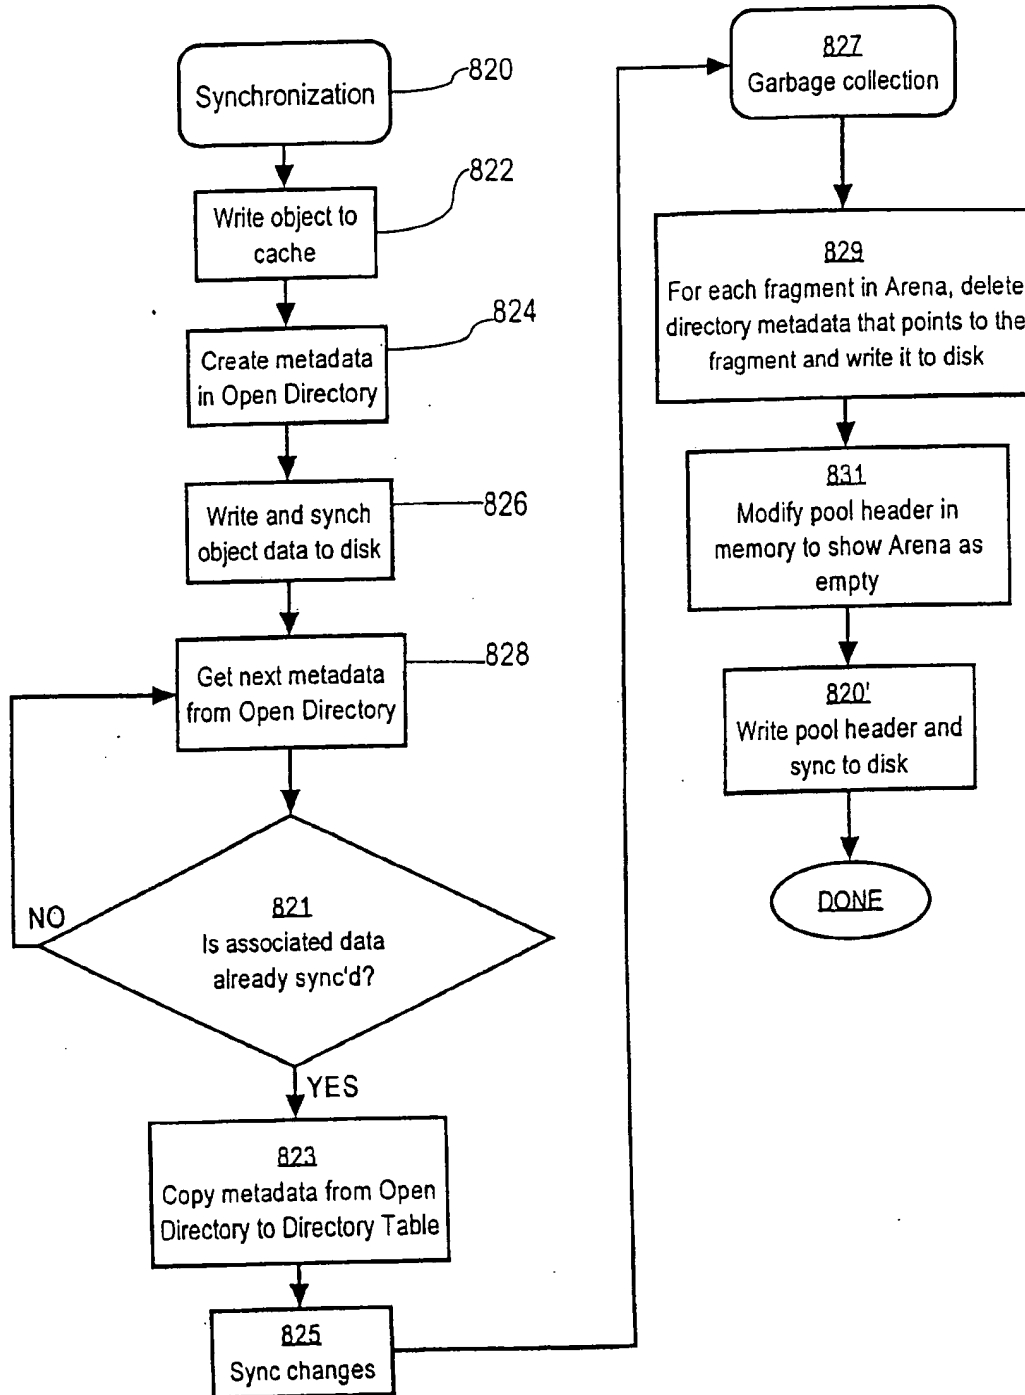 Synchronization
820
Write object to
cache
822
Create metadata
in Open Directory
824
Write and synch
object data to disk
826
Get next metadata
from Open Directory
828
821
Is associated data
already sync'd?
NO
YES
823
Copy metadata from Open
Directory to Directory Table
825
Sync changes
827
Garbage collection
829
For each fragment in Arena, delete
directory metadata that points to the
fragment and write it to disk
831
Modify pool header in
memory to show Arena as
empty
820'
Write pool header and
sync to disk
DONE